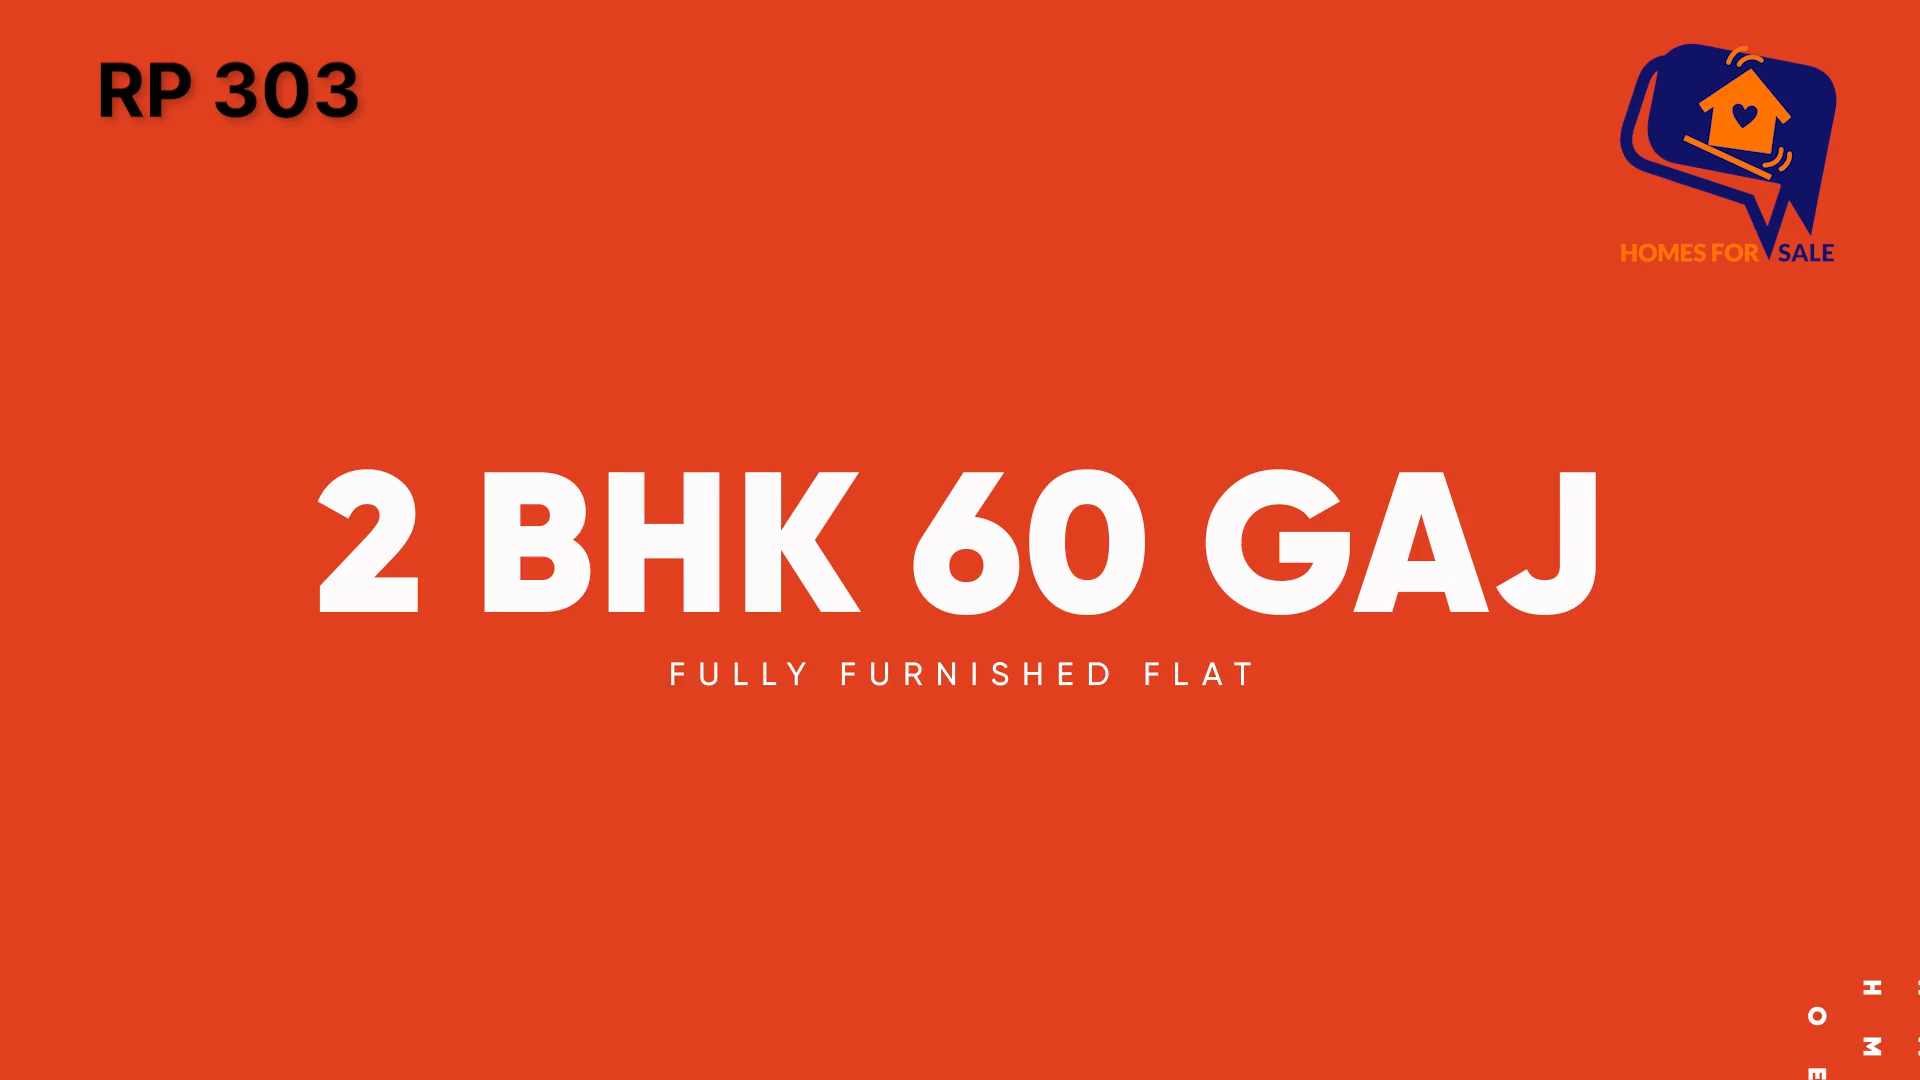 RP 303
HOMES FOR SALE
2 BHK 60 GAJ
FULLY FURNISHED FLAT
H M
O E